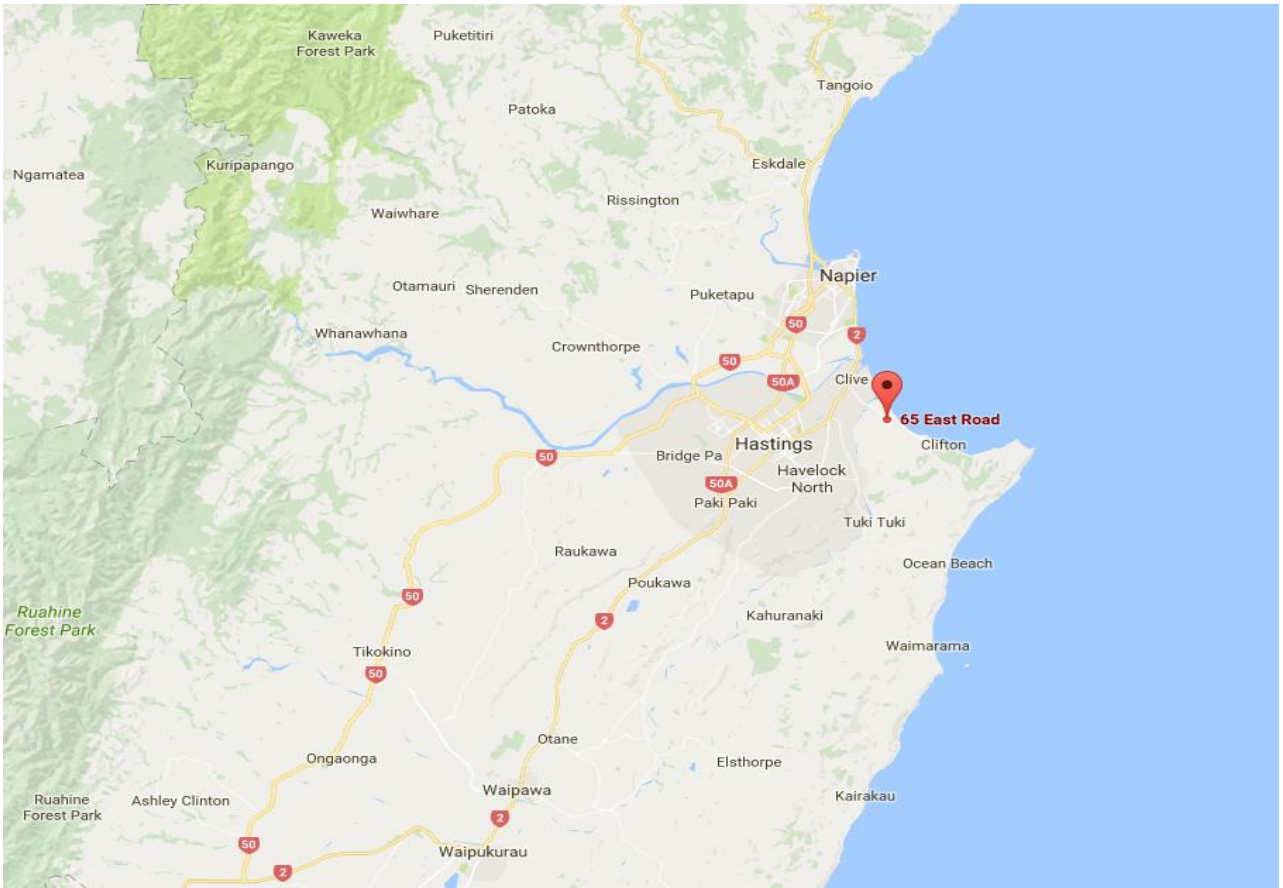 Kaweka
Forest Park
Puketitiri
Tangoio
Patoka
Eskdale
Kuripapango
Ngamatea
Rissington
Waiwhare
Napier
Otamauri
Sherenden
Puketapu
50
Whanawhana
2
Crownthorpe
50
50A
Clive
65 East Road
Hastings
Clifton
Bridge Pa
50
Havelock
North
50A
Paki Paki
Tuki Tuki
Raukawa
Ocean Beach
Poukawa
50
Ruahine
Forest Park
Kahuranaki
2
Waimarama
Tikokino
50
Otane
Ongaonga
Elsthorpe
Waipawa
Kairakau
Ruahine
Forest Park
Ashley Clinton
2
50
Waipukurau
2